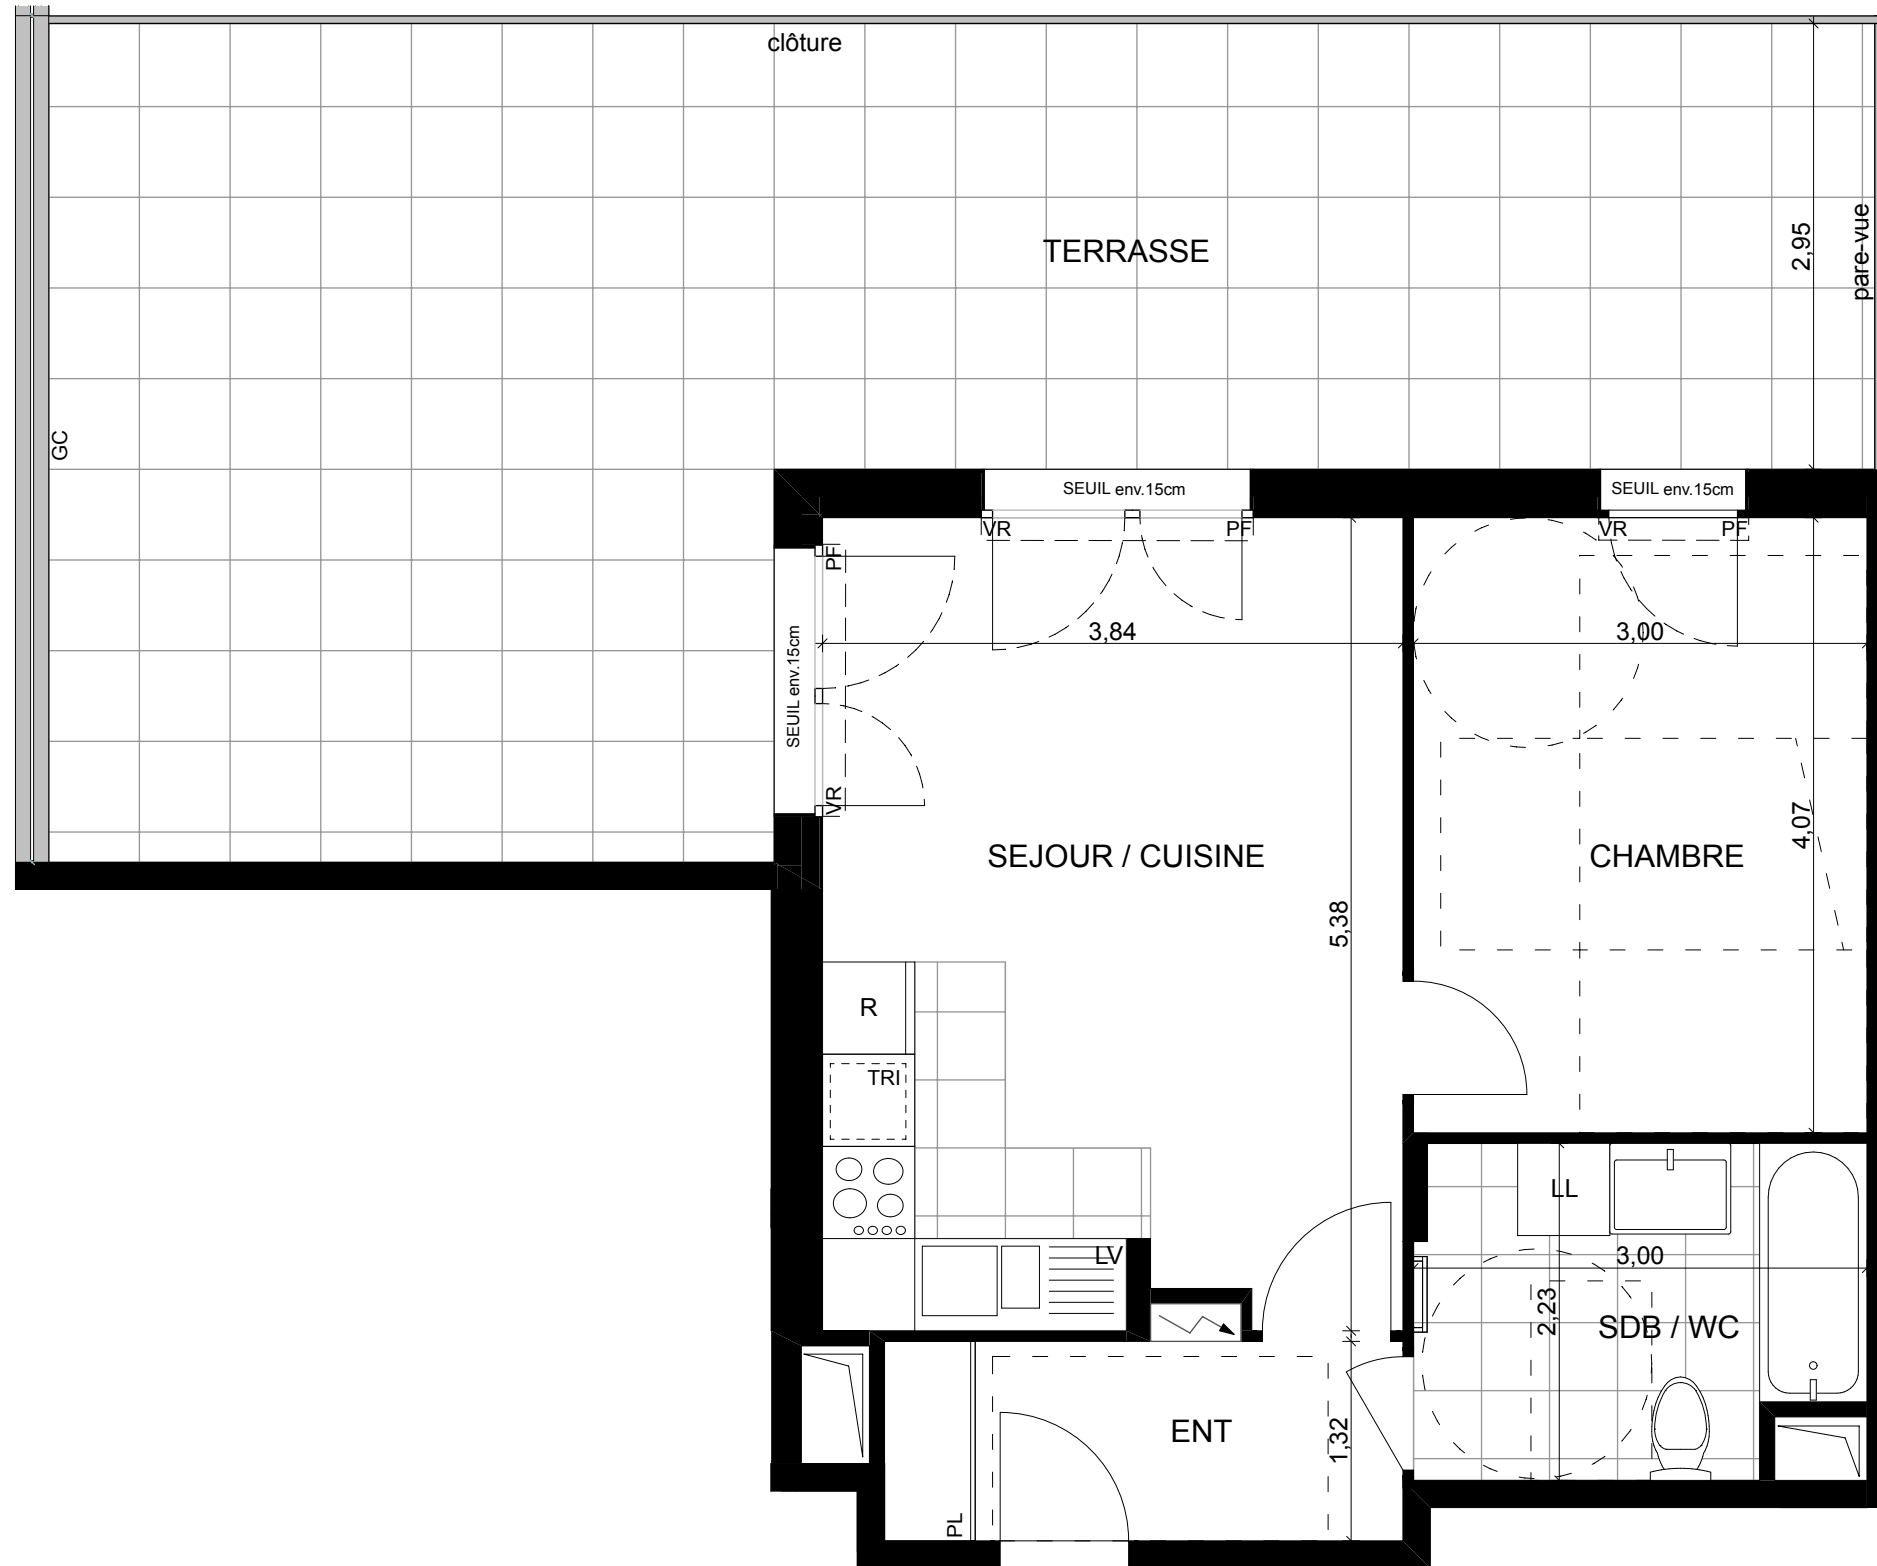 clôture
TERRASSE
2,95
pare-vue
GC
SEUIL env.15cm
SEUIL env.15cm
VR
PF
VR
PF
PF
SEUIL env.15cm
VR
3,84
3,00
SEJOUR / CUISINE
CHAMBRE
4,07
5,38
R
TRI
LL
LV
3,00
2,23
SDB / WC
ENT
1,32
PL